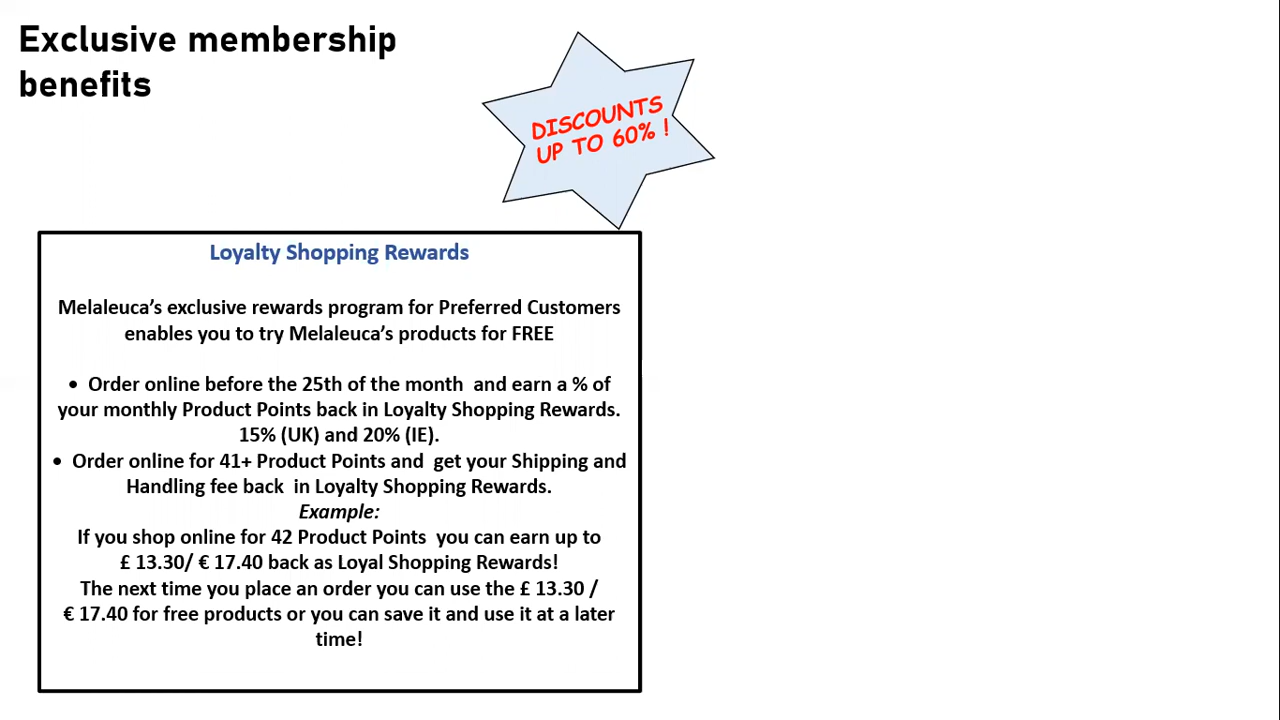 Exclusive membership
benefits
DISCOUNTS
UP TO 60% !
Loyalty Shopping Rewards
Melaleuca’s exclusive rewards program for Preferred Customers
enables you to try Melaleuca’s products for FREE
• Order online before the 25th of the month and earn a % of
your monthly Product Points back in Loyalty Shopping Rewards.
15% (UK) and 20% (IE).
• Order online for 41+ Product Points and get your Shipping and
Handling fee back in Loyalty Shopping Rewards.
Example:
If you shop online for 42 Product Points you can earn up to
£ 13.30/ € 17.40 back as Loyal Shopping Rewards!
The next time you place an order you can use the £ 13.30 /
€ 17.40 for free products or you can save it and use it at a later
time!